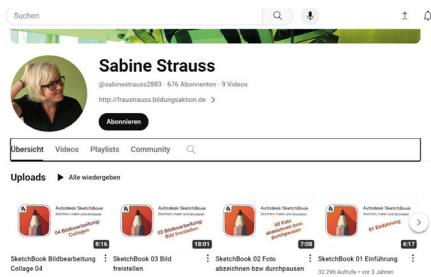 Suchen
Sabine Strauss
@sabinestrauss2883 · 676 Abonnenten · 9 Videos
http://fraustrauss.bildungsaktion.de >
Abonnieren
Übersicht Videos Playlists Community
Uploads ▶ Alle wiedergeben
Autodesk SketchBook
Zeichnen, malen und skizzieren
04 Bildbearbeitung/
Collagen
8:16
Autodesk SketchBook
Zeichnen, malen und skizzieren
03 Bildbearbeitung/
Bild freistellen
18:01
Autodesk SketchBook
Zeichnen, malen und skizzieren
02 Foto
abzeichnen bzw
durchpausen
7:08
Autodesk SketchBook
Zeichnen, malen und skizzieren
01 Einführung
4:17
SketchBook Bildbearbeitung
Collage 04
SketchBook 03 Bild
freistellen
SketchBook 02 Foto
abzeichnen bzw durchpausen
SketchBook 01 Einführung
32.296 Aufrufe · vor 3 Jahren